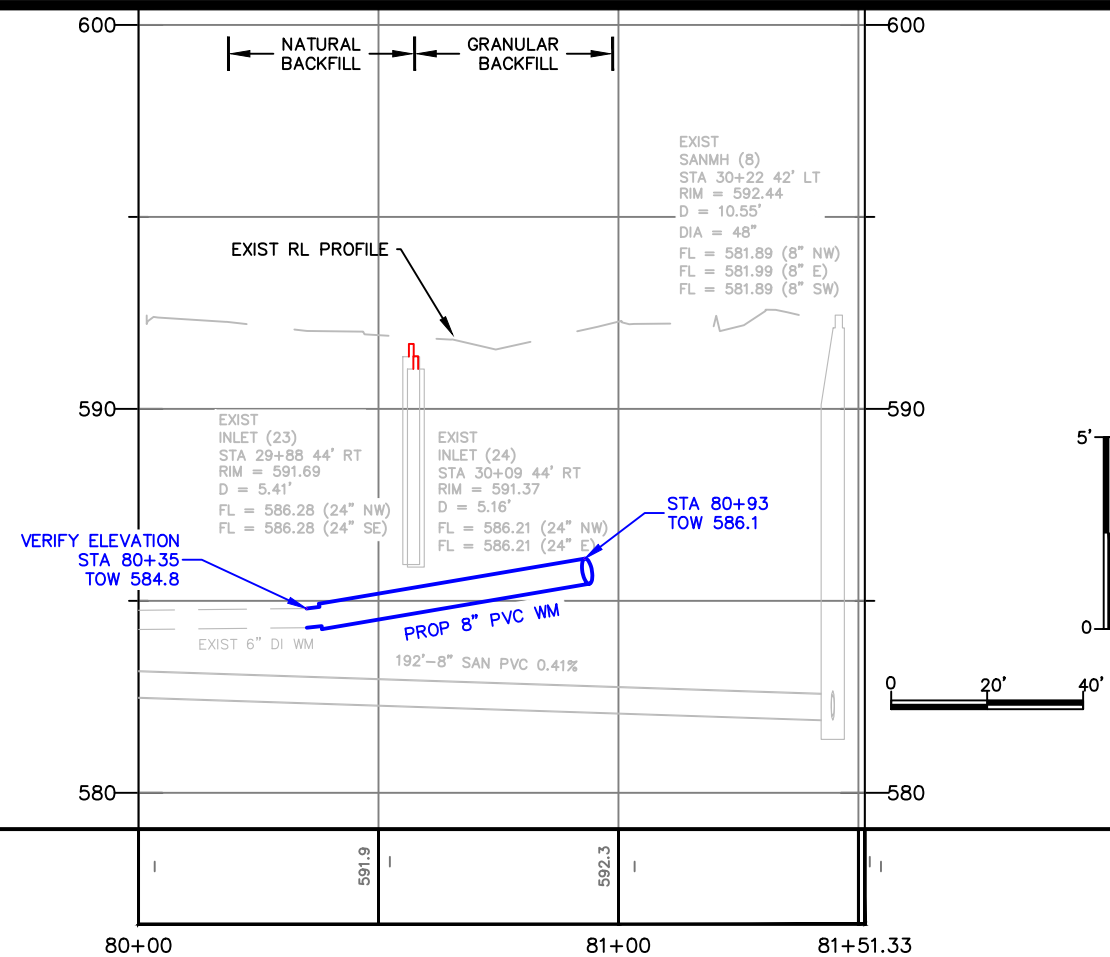 600
600
NATURAL
BACKFILL
GRANULAR
BACKFILL
EXIST
SANMH (8)
STA 30+22 42' LT
RIM = 592.44
D = 10.55'
DIA = 48"
FL = 581.89 (8" NW)
FL = 581.99 (8" E)
FL = 581.89 (8" SW)
EXIST RL PROFILE
590
590
EXIST
INLET (23)
STA 29+88 44' RT
RIM = 591.69
D = 5.41'
FL = 586.28 (24" NW)
FL = 586.28 (24" SE)
EXIST
INLET (24)
STA 30+09 44' RT
RIM = 591.37
D = 5.16'
FL = 586.21 (24" NW)
FL = 586.21 (24" E)
5'
0
STA 80+93
TOW 586.1
VERIFY ELEVATION
STA 80+35
TOW 584.8
PROP 8" PVC WM
EXIST 6" DI WM
192'-8" SAN PVC 0.41%
0 20' 40'
580
580
591.9
592.3
80+00
81+00
81+51.33